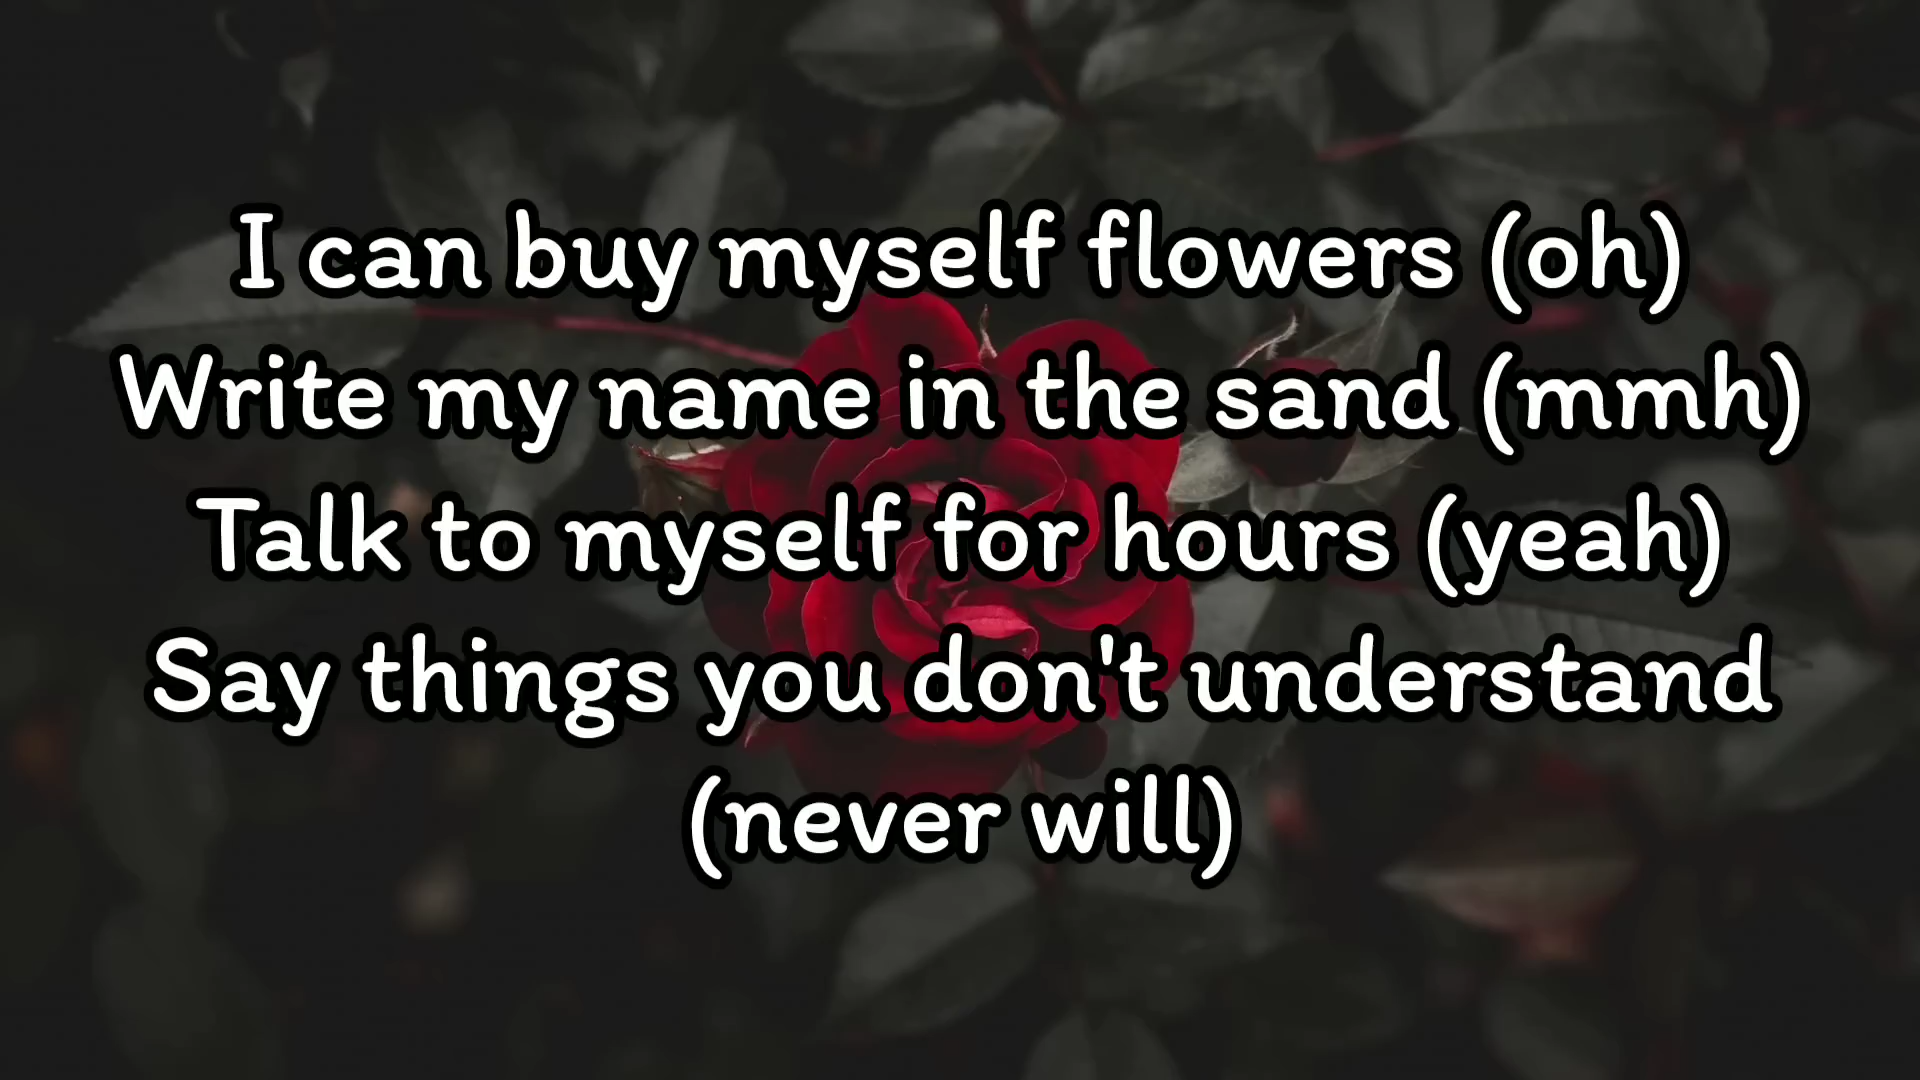 I can buy myself flowers (oh)
Write my name in the sand (mmh)
Talk to myself for hours (yeah)
Say things you don't understand
(never will)